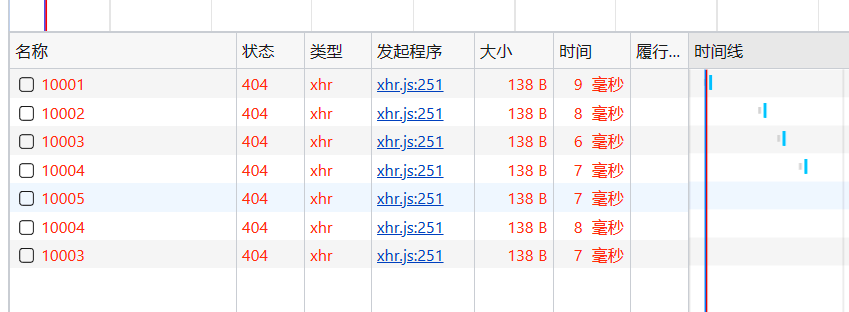 名称 状态 类型 发起程序 大小 时间 履行... 时间线
10001 404 xhr xhr.js:251 138 B 9 毫秒
10002 404 xhr xhr.js:251 138 B 8 毫秒
10003 404 xhr xhr.js:251 138 B 6 毫秒
10004 404 xhr xhr.js:251 138 B 7 毫秒
10005 404 xhr xhr.js:251 138 B 7 毫秒
10004 404 xhr xhr.js:251 138 B 8 毫秒
10003 404 xhr xhr.js:251 138 B 7 毫秒